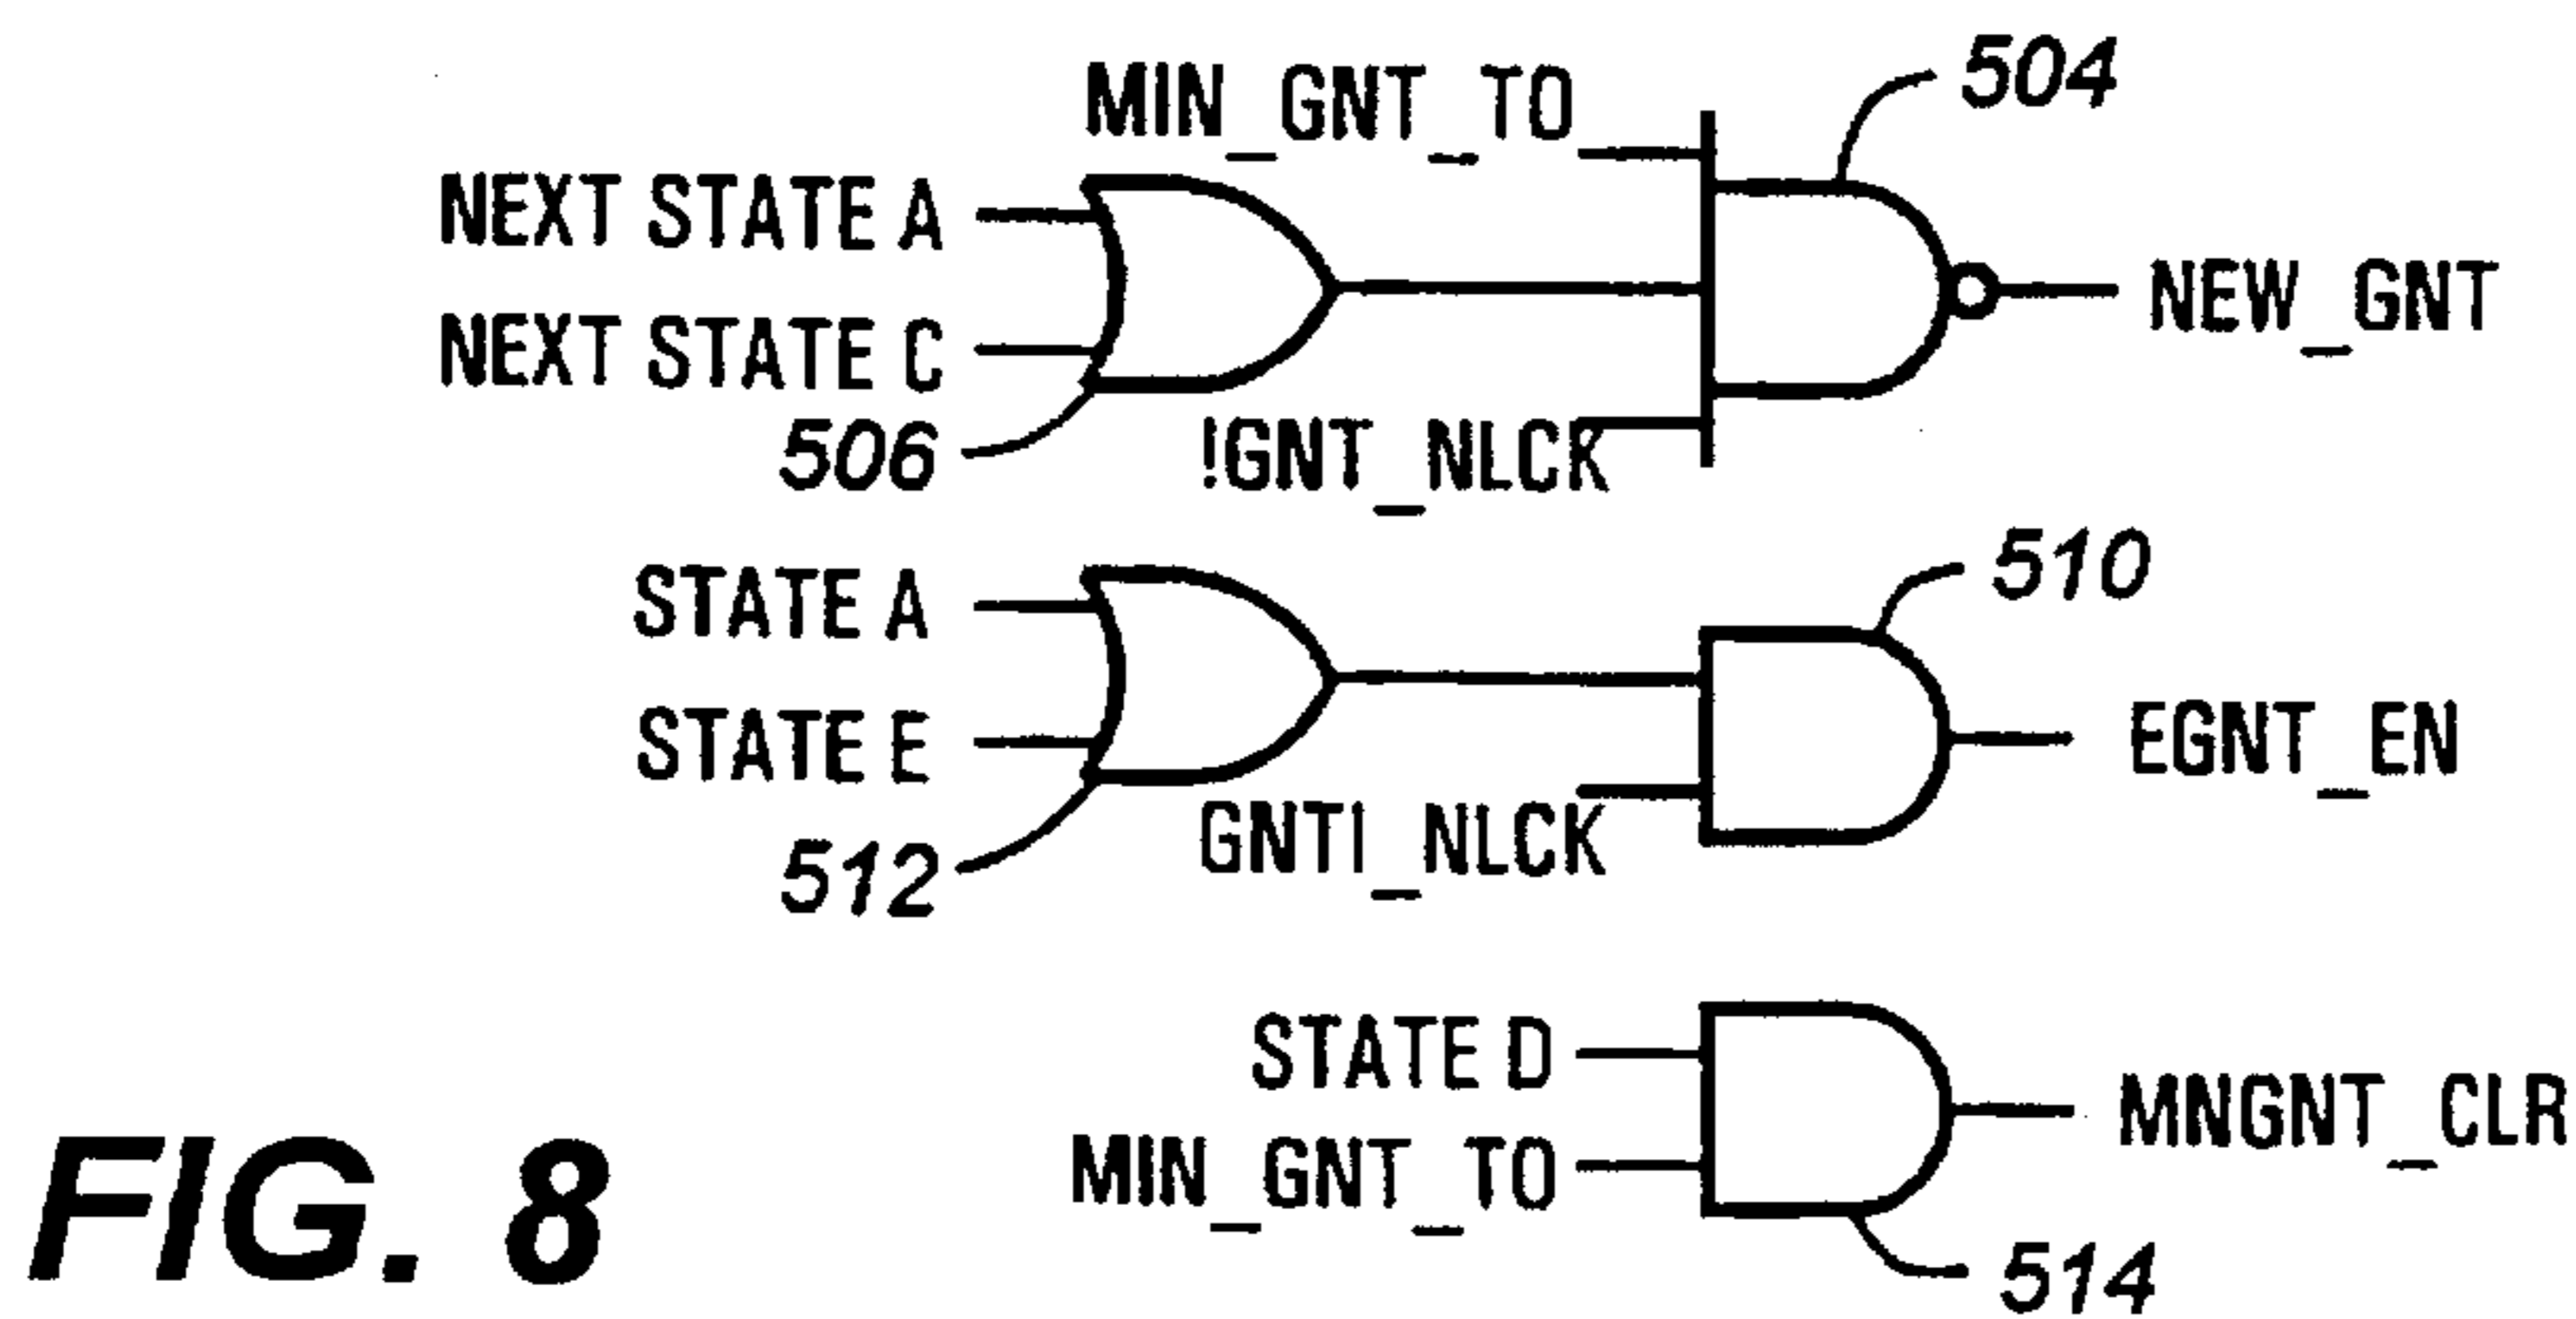 MIN_GNT_TO
504
NEXT STATE A
NEXT STATE C
NEW_GNT
506
!GNT_NLCK
STATE A
510
STATE E
EGNT_EN
512
GNTI_NLCK
STATE D
MNGNT_CLR
MIN_GNT_TO
514
FIG. 8